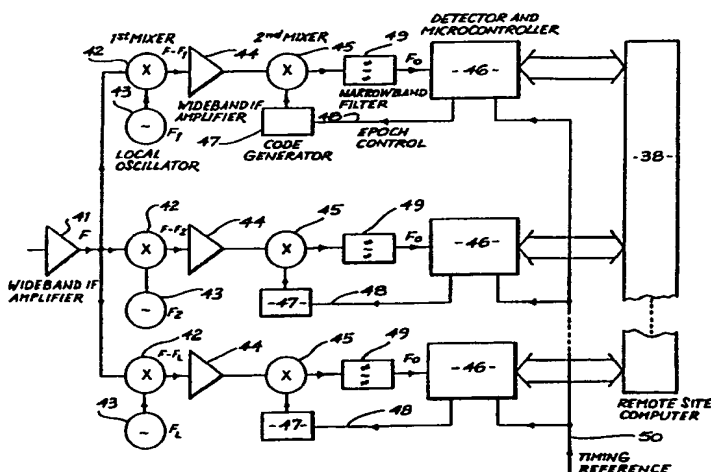 DETECTOR AND
MICROCONTROLLER
1st MIXER
2nd MIXER
42
F-F1
44
45
49
F0
X
X
-46-
43
WIDEBAND IF
AMPLIFIER
NARROWBAND
FILTER
~
F1
LOCAL
OSCILLATOR
47
CODE
GENERATOR
48
EPOCH
CONTROL
-38-
41
F
WIDEBAND IF
AMPLIFIER
42
F-F2
44
45
49
F0
X
X
-46-
43
~
F2
-47-
48
42
F-FL
44
45
49
F0
X
X
-46-
43
~
FL
-47-
48
REMOTE SITE
COMPUTER
50
TIMING
REFERENCE